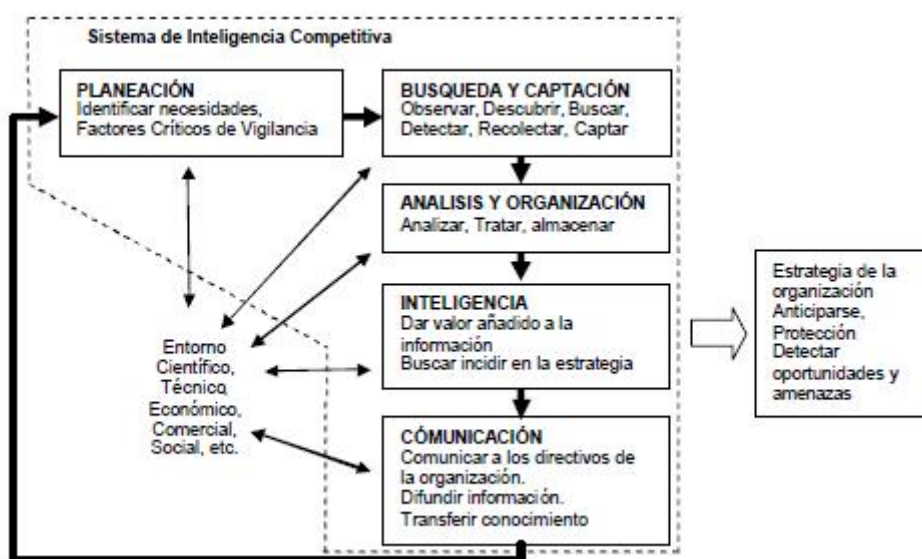 Sistema de Inteligencia Competitiva
PLANEACIÓN
Identificar necesidades,
Factores Críticos de Vigilancia
BUSQUEDA Y CAPTACIÓN
Observar, Descubrir, Buscar,
Detectar, Recolectar, Captar
ANALISIS Y ORGANIZACIÓN
Analizar, Tratar, almacenar
INTELIGENCIA
Dar valor añadido a la
información
Buscar incidir en la estrategia
CÓMUNICACIÓN
Comunicar a los directivos de
la organización.
Difundir información.
Transferir conocimiento
Entorno
Científico,
Técnico,
Económico,
Comercial,
Social, etc.
Estrategia de la
organización
Anticiparse,
Protección
Detectar
oportunidades y
amenazas